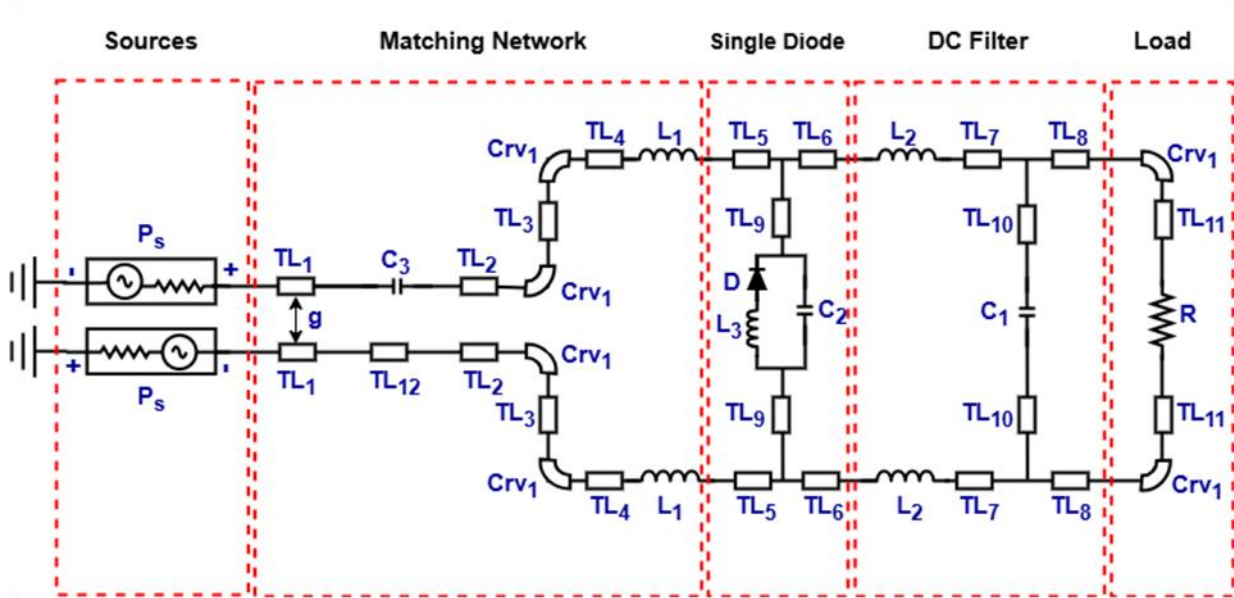 Sources Matching Network Single Diode DC Filter Load
TL₄ L₁ TL₅ TL₆ L₂ TL₇ TL₈
Crv₁ Crv₁
TL₃ TL₉ TL₁₀ TL₁₁
Pₛ
- + TL₁ C₃ TL₂
Crv₁ D
g L₃ C₂ C₁ R
Crv₁
+ - TL₁ TL₁₂ TL₂
Pₛ
TL₃ TL₉ TL₁₀ TL₁₁
Crv₁ Crv₁
TL₄ L₁ TL₅ TL₆ L₂ TL₇ TL₈